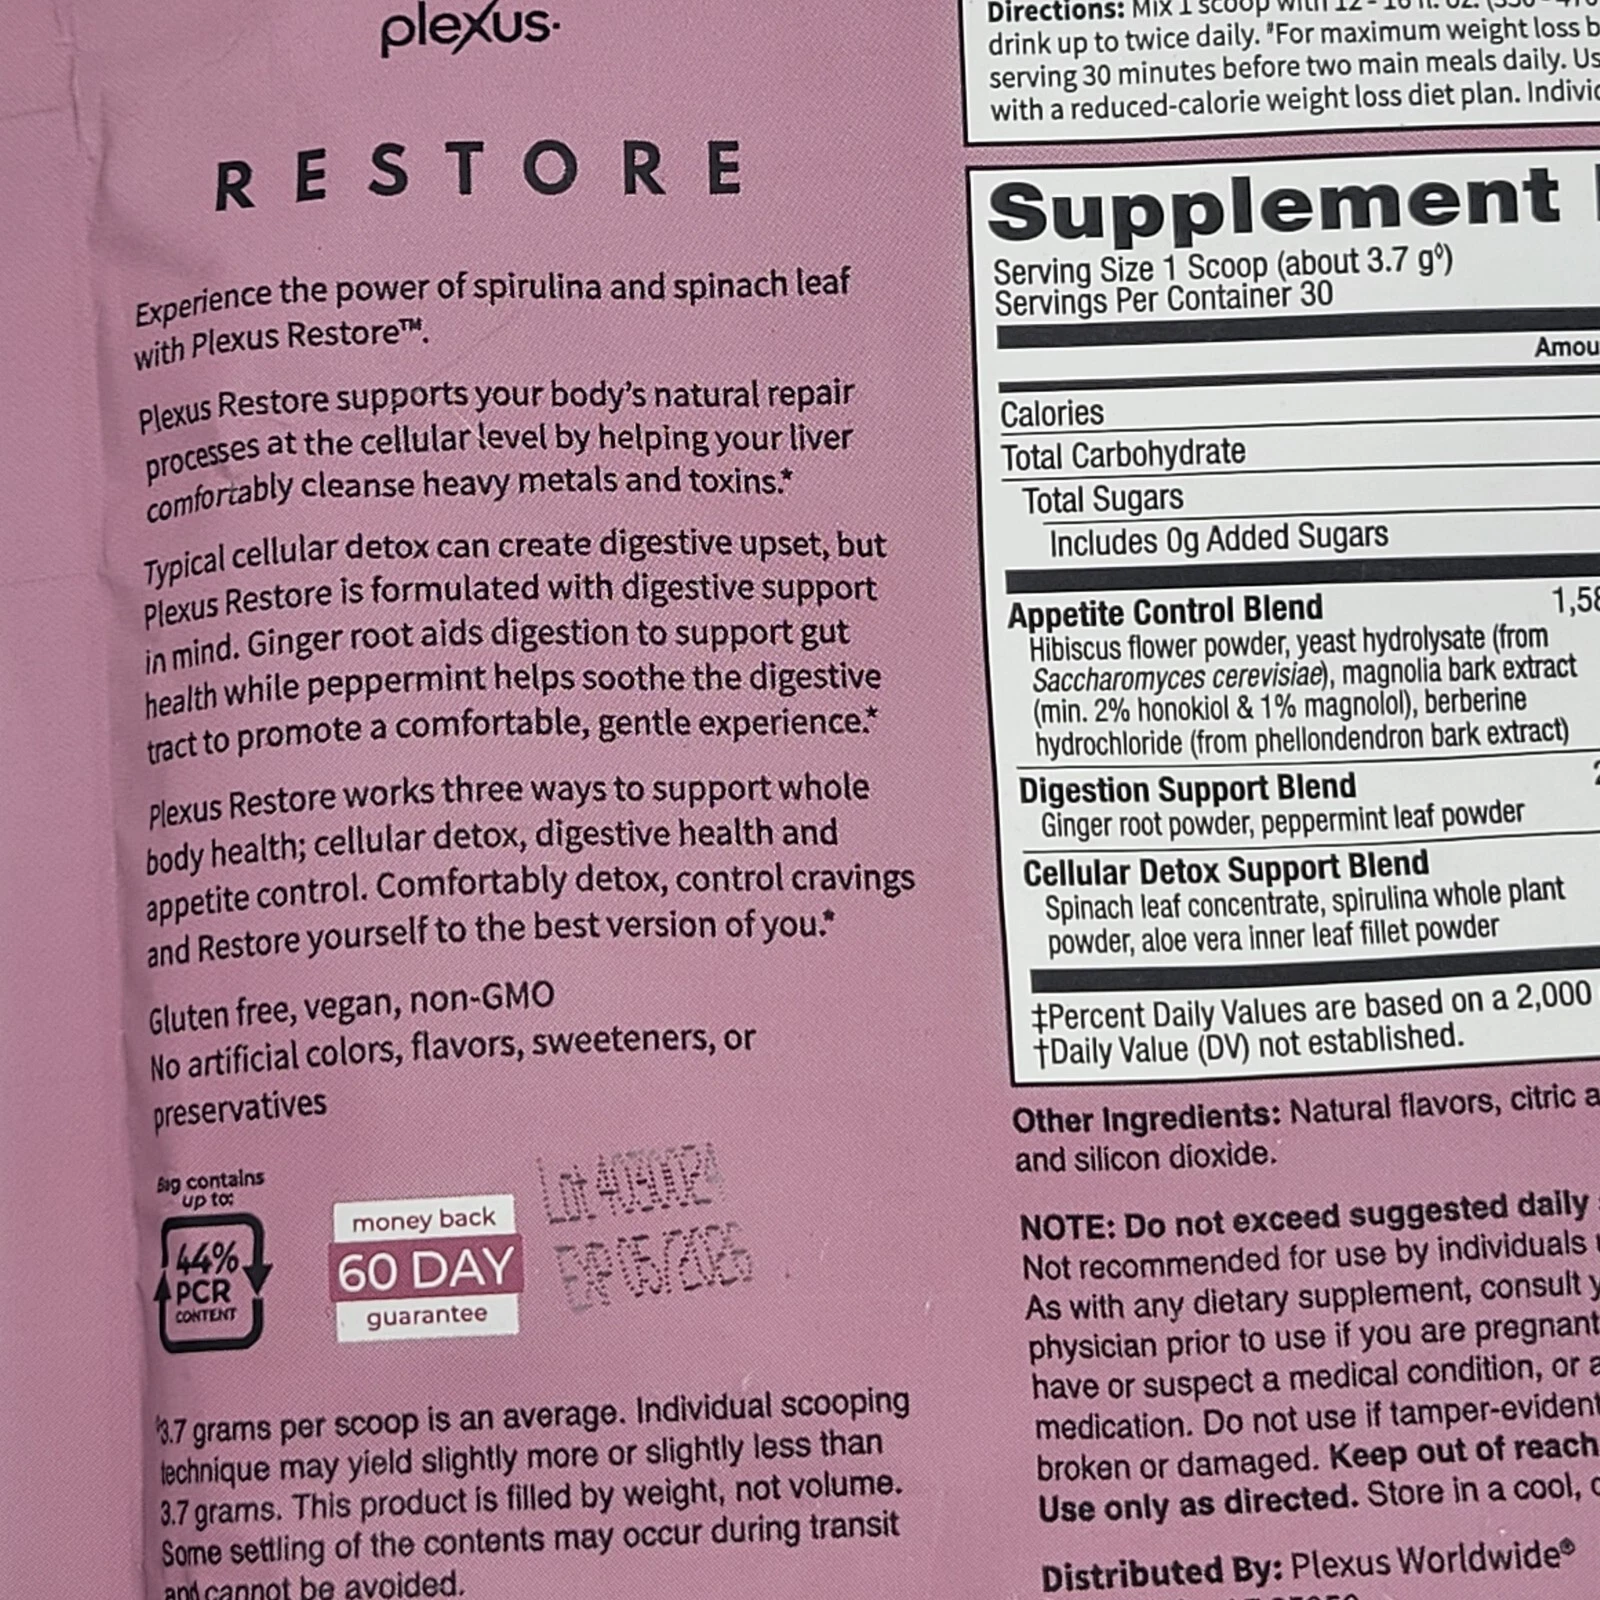 plexus
RESTORE
Experience the power of spirulina and spinach leaf
with Plexus Restore™.
Plexus Restore supports your body's natural repair
processes at the cellular level by helping your liver
comfortably cleanse heavy metals and toxins.*
Typical cellular detox can create digestive upset, but
Plexus Restore is formulated with digestive support
in mind. Ginger root aids digestion to support gut
health while peppermint helps soothe the digestive
tract to promote a comfortable, gentle experience.*
Plexus Restore works three ways to support whole
body health; cellular detox, digestive health and
appetite control. Comfortably detox, control cravings
and Restore yourself to the best version of you.*
Gluten free, vegan, non-GMO
No artificial colors, flavors, sweeteners, or
preservatives
Bag contains
up to:
44%
PCR
CONTENT
money back
60 DAY
guarantee
Lot
EXP 05/2026
3.7 grams per scoop is an average. Individual scooping
technique may yield slightly more or slightly less than
3.7 grams. This product is filled by weight, not volume.
Some settling of the contents may occur during transit
and cannot be avoided.
Directions: Mix 1 scoop with 12 - 16 fl. oz.
drink up to twice daily. #For maximum weight loss
serving 30 minutes before two main meals daily.
with a reduced-calorie weight loss diet plan.
Supplement
Serving Size 1 Scoop (about 3.7 g◊)
Servings Per Container 30
Calories
Total Carbohydrate
Total Sugars
Includes 0g Added Sugars
Appetite Control Blend 1,58
Hibiscus flower powder, yeast hydrolysate (from
Saccharomyces cerevisiae), magnolia bark extract
(min. 2% honokiol & 1% magnolol), berberine
hydrochloride (from phellondendron bark extract)
Digestion Support Blend
Ginger root powder, peppermint leaf powder
Cellular Detox Support Blend
Spinach leaf concentrate, spirulina whole plant
powder, aloe vera inner leaf fillet powder
‡Percent Daily Values are based on a 2,000
†Daily Value (DV) not established.
Other Ingredients: Natural flavors, citric
and silicon dioxide.
NOTE: Do not exceed suggested daily
Not recommended for use by individuals
As with any dietary supplement, consult
physician prior to use if you are pregnant
have or suspect a medical condition, or
medication. Do not use if tamper-evident
broken or damaged. Keep out of reach
Use only as directed. Store in a cool,
Distributed By: Plexus Worldwide®